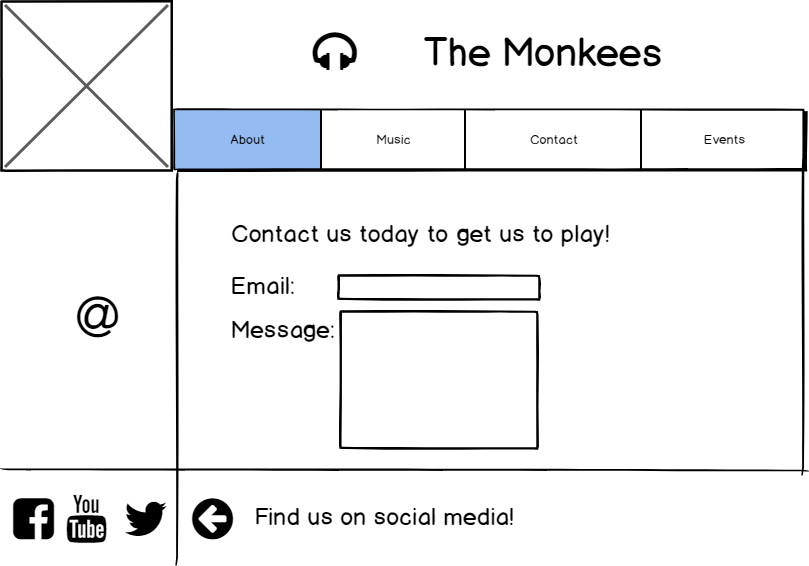 The Monkees
About Music Contact Events
Contact us today to get us to play!
Email:
@
Message:
You
Tube
Find us on social media!